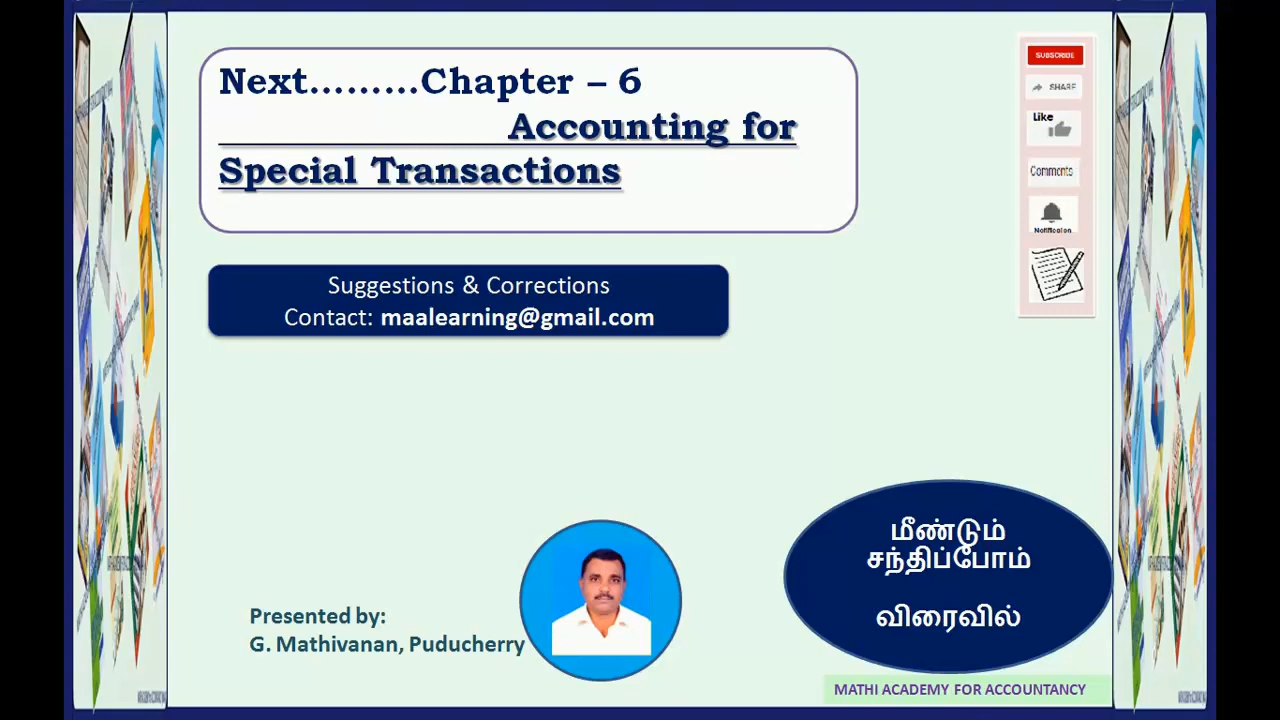 Next.........Chapter – 6
Accounting for
Special Transactions
SUBSCRIBE
SHARE
Like
Comments
Notification
Suggestions & Corrections
Contact: maalearning@gmail.com
மீண்டும்
சந்திப்போம்
விரைவில்
Presented by:
G. Mathivanan, Puducherry
MATHI ACADEMY FOR ACCOUNTANCY